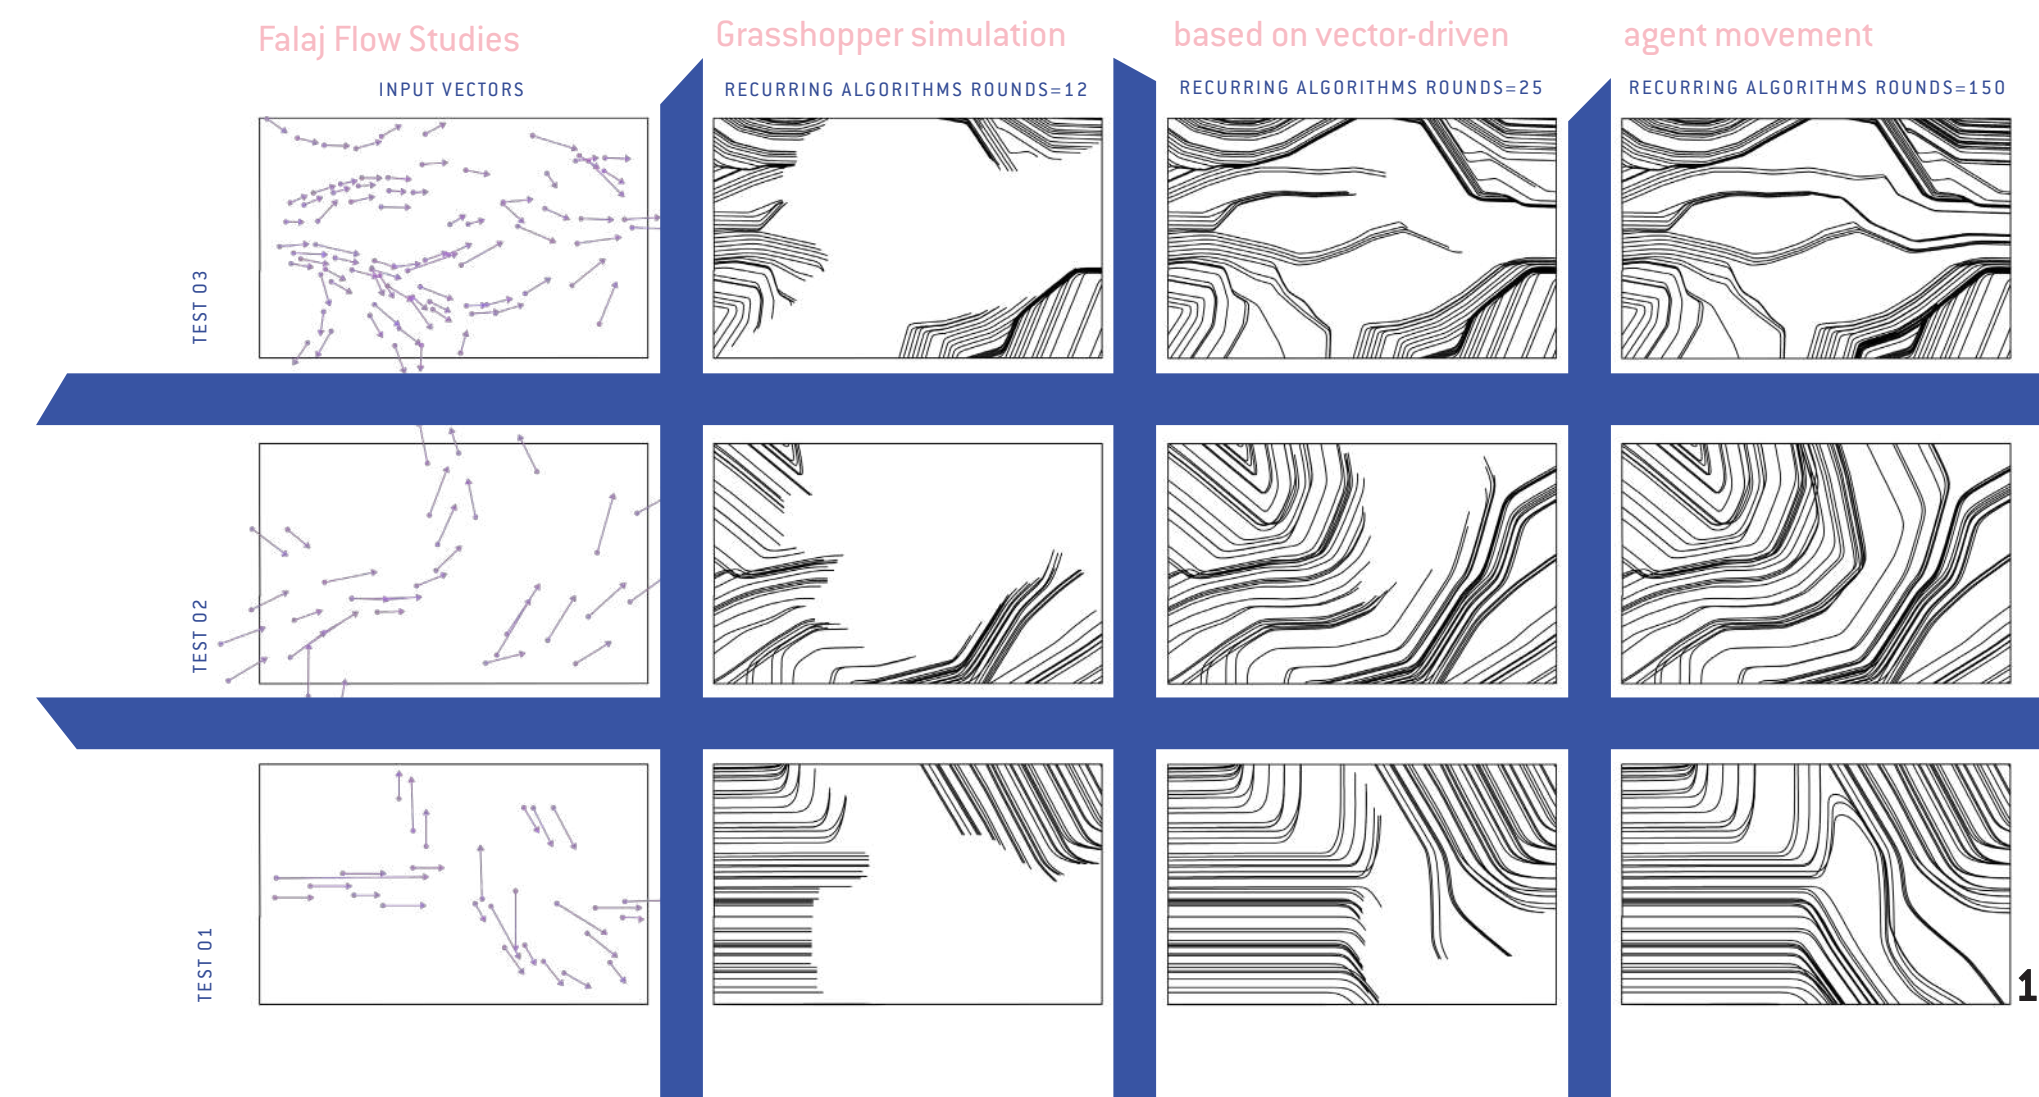 Falaj Flow Studies Grasshopper simulation based on vector-driven agent movement
INPUT VECTORS
RECURRING ALGORITHMS ROUNDS=12
RECURRING ALGORITHMS ROUNDS=25
RECURRING ALGORITHMS ROUNDS=150
TEST 03
TEST 02
TEST 01
1